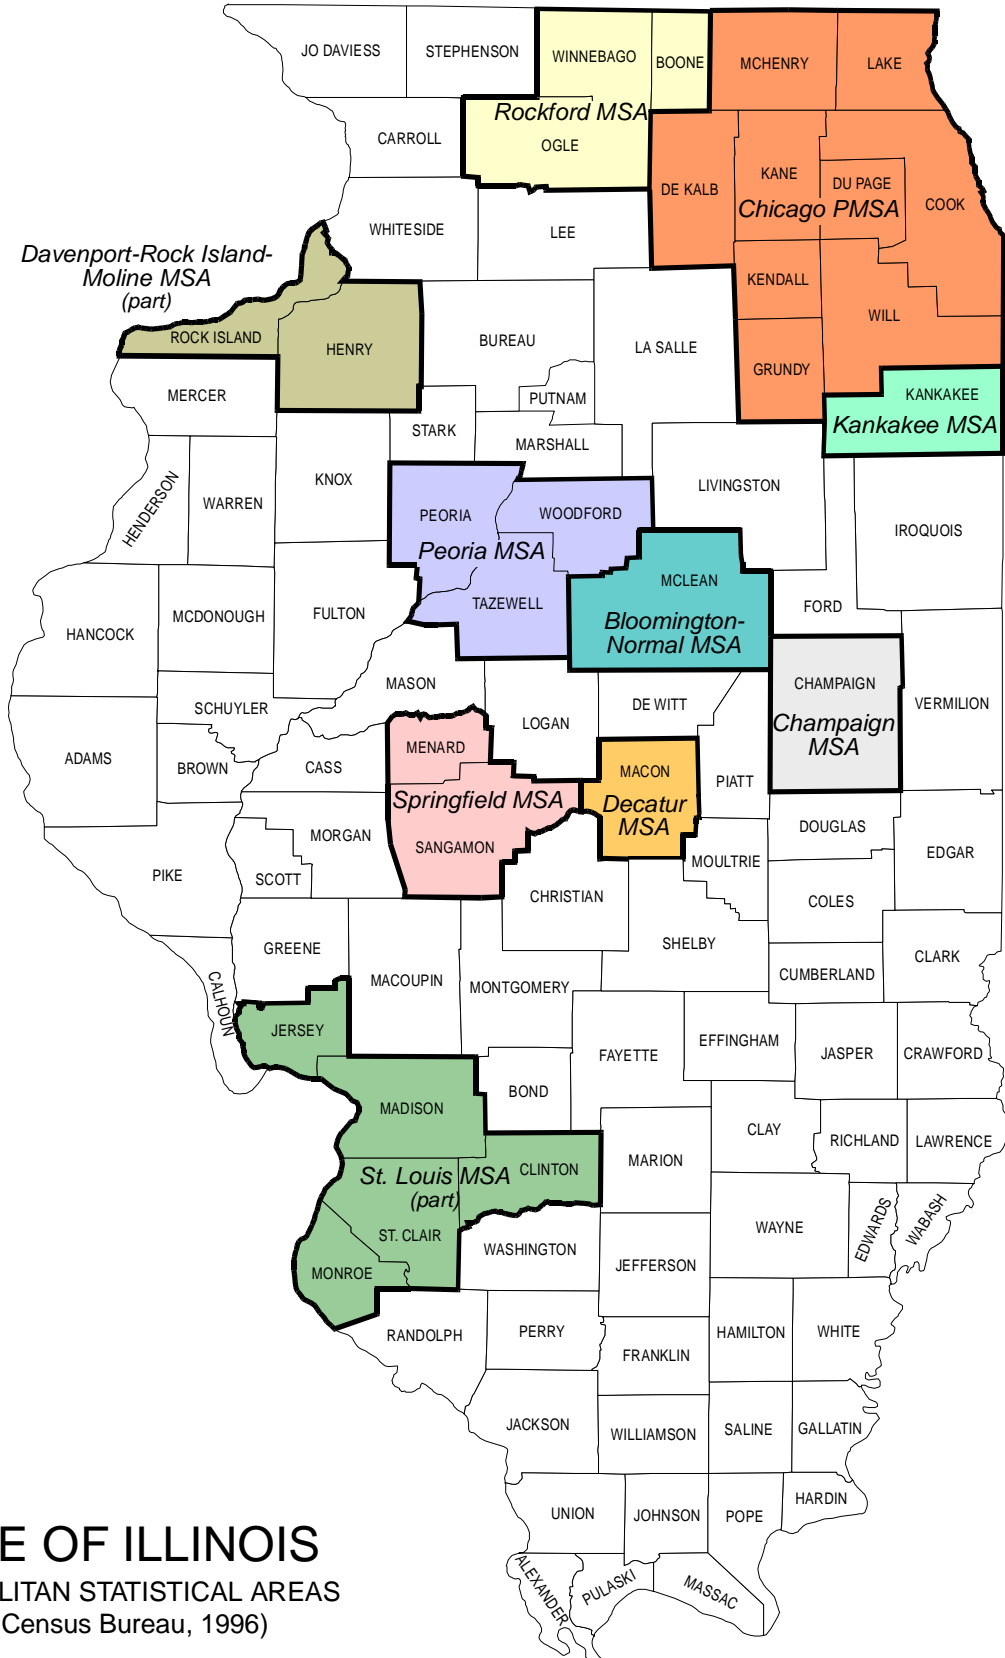 JO DAVIESS
STEPHENSON
WINNEBAGO
BOONE
MCHENRY
LAKE
Rockford MSA
CARROLL
OGLE
DE KALB
KANE
DU PAGE
COOK
Chicago PMSA
WHITESIDE
LEE
Davenport-Rock Island-
Moline MSA
(part)
KENDALL
WILL
ROCK ISLAND
HENRY
BUREAU
LA SALLE
GRUNDY
MERCER
PUTNAM
KANKAKEE
Kankakee MSA
STARK
MARSHALL
HENDERSON
WARREN
KNOX
LIVINGSTON
PEORIA
WOODFORD
IROQUOIS
Peoria MSA
MCLEAN
HANCOCK
MCDONOUGH
FULTON
TAZEWELL
FORD
Bloomington-
Normal MSA
MASON
CHAMPAIGN
SCHUYLER
LOGAN
DE WITT
VERMILION
Champaign
MSA
ADAMS
BROWN
CASS
MENARD
MACON
PIATT
Springfield MSA
Decatur
MSA
MORGAN
SANGAMON
DOUGLAS
EDGAR
PIKE
SCOTT
MOULTRIE
CHRISTIAN
COLES
GREENE
SHELBY
CLARK
CALHOUN
MACOUPIN
MONTGOMERY
CUMBERLAND
JERSEY
FAYETTE
EFFINGHAM
JASPER
CRAWFORD
MADISON
BOND
CLAY
RICHLAND
LAWRENCE
St. Louis MSA
(part)
CLINTON
MARION
ST. CLAIR
WASHINGTON
WAYNE
EDWARDS
WABASH
MONROE
JEFFERSON
RANDOLPH
PERRY
FRANKLIN
HAMILTON
WHITE
JACKSON
WILLIAMSON
SALINE
GALLATIN
UNION
JOHNSON
POPE
HARDIN
ALEXANDER
PULASKI
MASSAC
E OF ILLINOIS
LITAN STATISTICAL AREAS
Census Bureau, 1996)